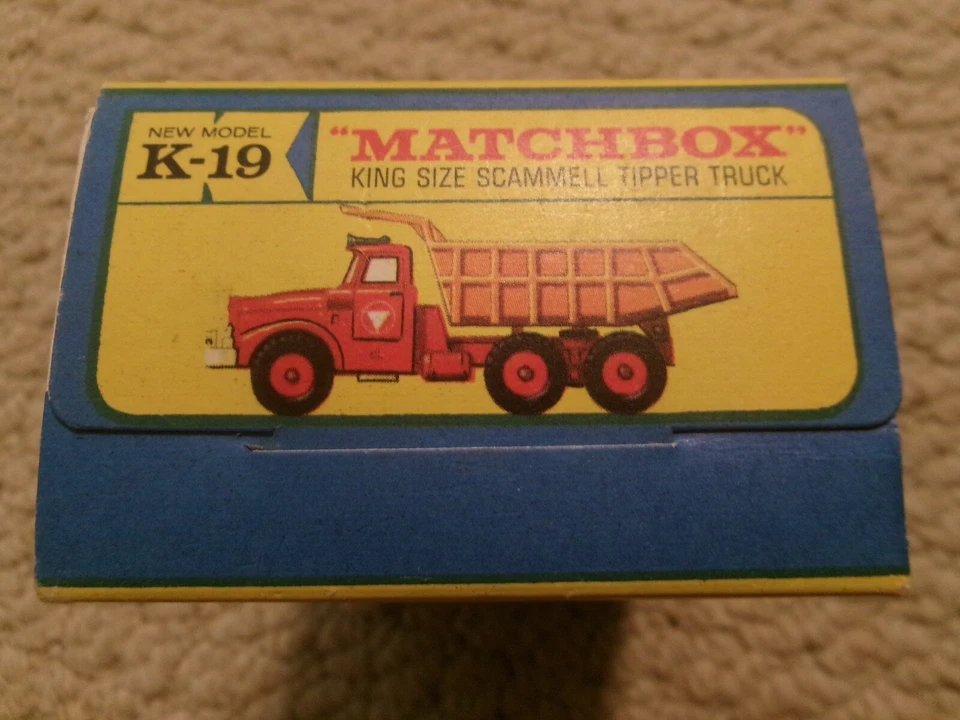 NEW MODEL
K-19
"MATCHBOX"
KING SIZE SCAMMELL TIPPER TRUCK